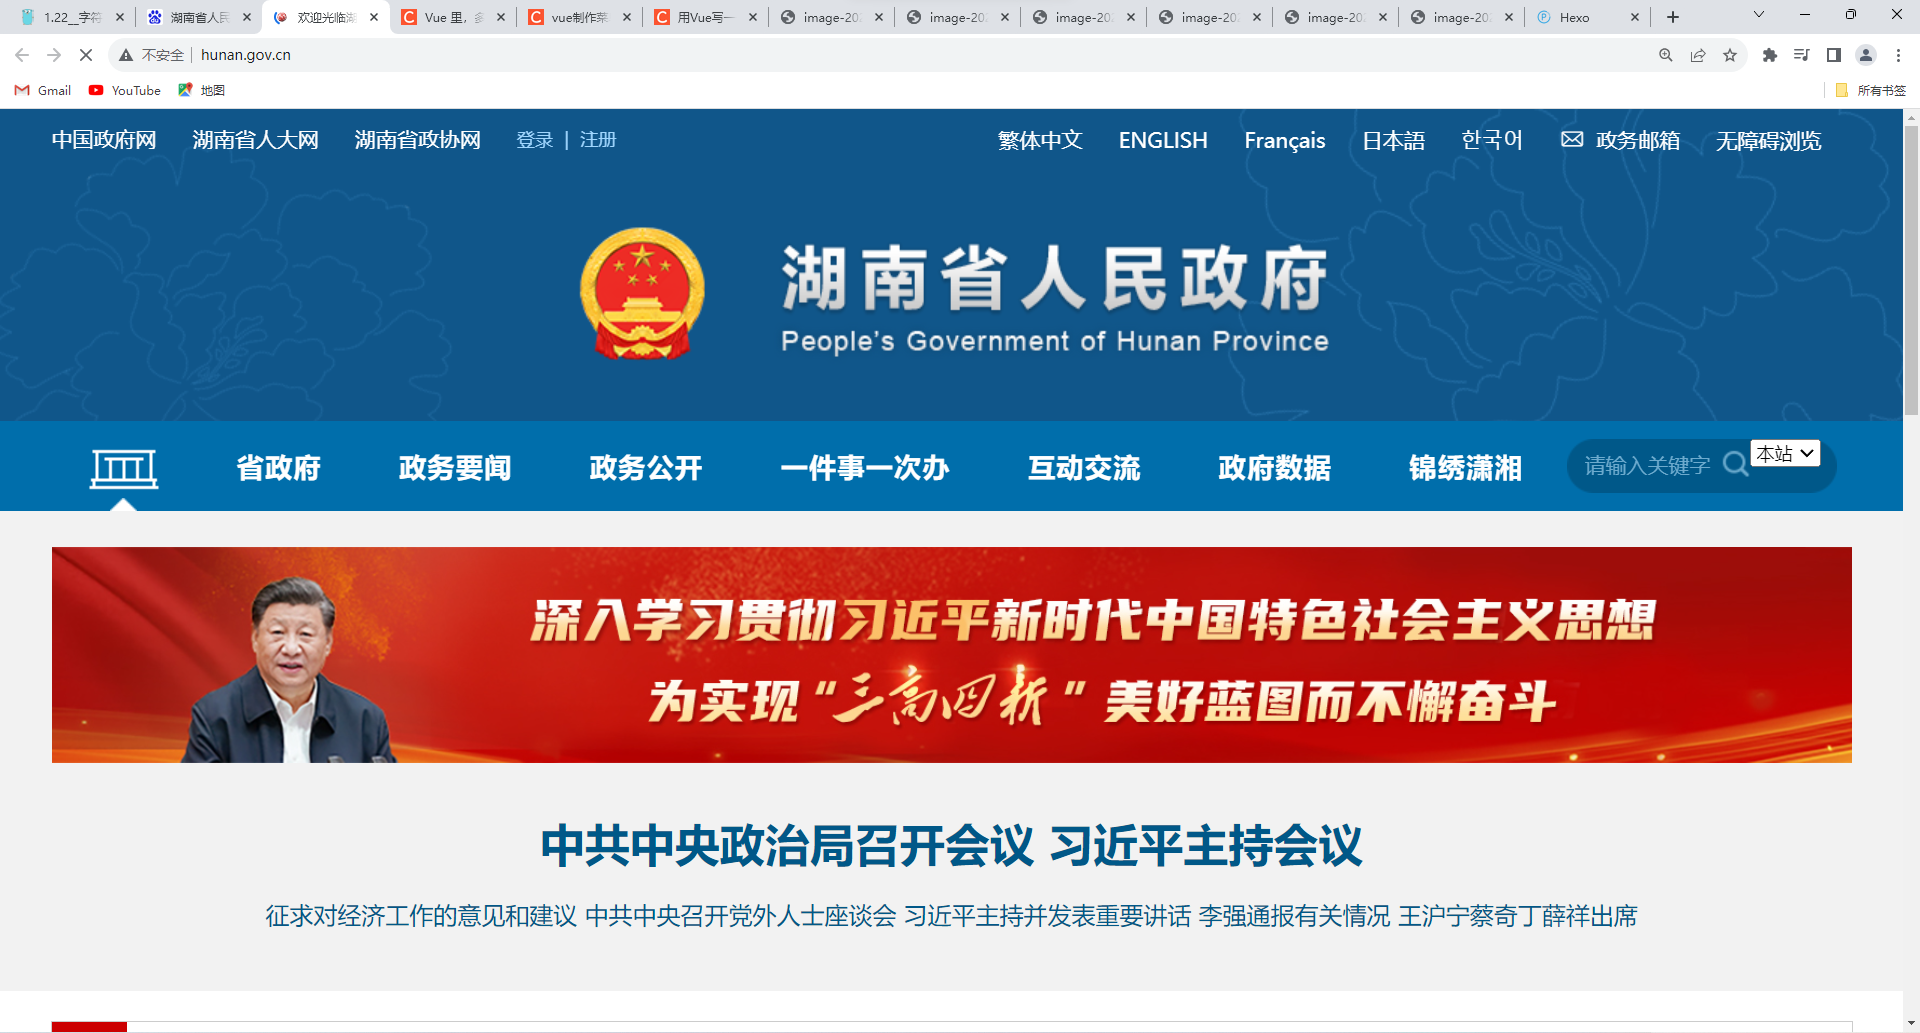 1.22__字符
湖南省人民
欢迎光临湖
Vue 里，多
vue制作菜
用Vue写一
image-202
image-202
image-202
image-202
image-202
image-202
Hexo
不安全 hunan.gov.cn
Gmail YouTube 地图 所有书签
中国政府网 湖南省人大网 湖南省政协网 登录 | 注册 繁体中文 ENGLISH Français 日本語 한국어 政务邮箱 无障碍浏览
湖南省人民政府
People's Government of Hunan Province
省政府 政务要闻 政务公开 一件事一次办 互动交流 政府数据 锦绣潇湘 请输入关键字 本站
深入学习贯彻习近平新时代中国特色社会主义思想
为实现“三高四新”美好蓝图而不懈奋斗
中共中央政治局召开会议 习近平主持会议
征求对经济工作的意见和建议 中共中央召开党外人士座谈会 习近平主持并发表重要讲话 李强通报有关情况 王沪宁蔡奇丁薛祥出席